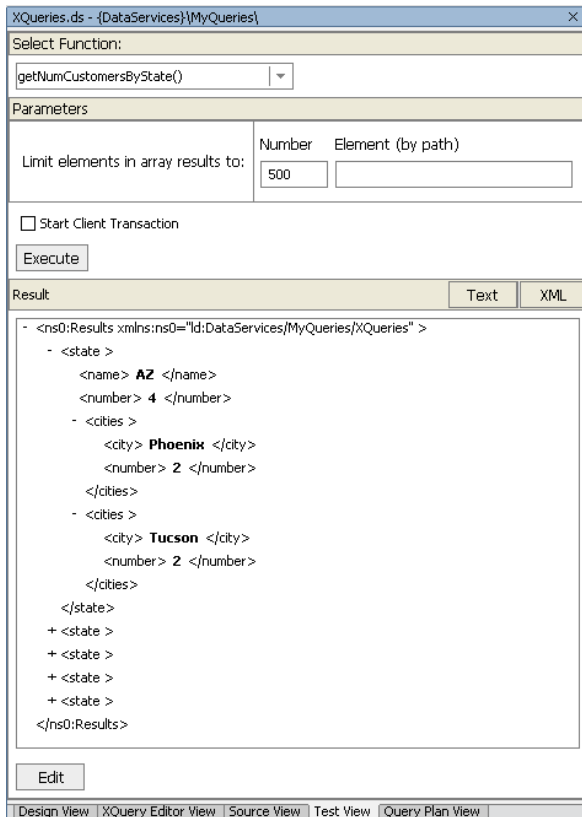 XQueries.ds - {DataServices}\MyQueries\
Select Function:
getNumCustomersByState()
Parameters
Limit elements in array results to:
Number Element (by path)
500
Start Client Transaction
Execute
Result Text XML
- <ns0:Results xmlns:ns0="ld:DataServices/MyQueries/XQueries" >
- <state >
<name> AZ </name>
<number> 4 </number>
- <cities >
<city> Phoenix </city>
<number> 2 </number>
</cities>
- <cities >
<city> Tucson </city>
<number> 2 </number>
</cities>
</state>
+ <state >
+ <state >
+ <state >
+ <state >
</ns0:Results>
Edit
Design View XQuery Editor View Source View Test View Query Plan View